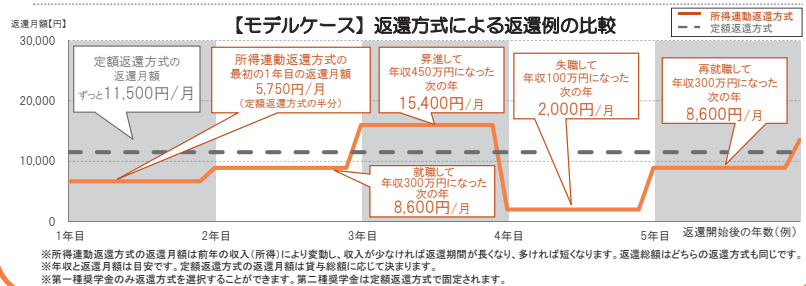 返還月額【円】
【モデルケース】返還方式による返還例の比較
所得連動返還方式
定額返還方式
30,000
20,000
10,000
0
定額返還方式の
返還月額
ずっと11,500円/月
所得連動返還方式の
最初の1年目の返還月額
5,750円/月
(定額返還方式の半分)
昇進して
年収450万円になった
次の年
15,400円/月
失職して
年収100万円になった
次の年
2,000円/月
再就職して
年収300万円になった
次の年
8,600円/月
就職して
年収300万円になった
次の年
8,600円/月
1年目
2年目
3年目
4年目
5年目
返還開始後の年数(例)
※所得連動返還方式の返還月額は前年の収入(所得)により変動し、収入が少なければ返還期間が長くなり、多ければ短くなります。返還総額はどちらの返還方式も同じです。
※年収と返還月額は目安です。定額返還方式の返還月額は貸与総額に応じて決まります。
※第一種奨学金のみ返還方式を選択することができます。第二種奨学金は定額返還方式で固定されます。